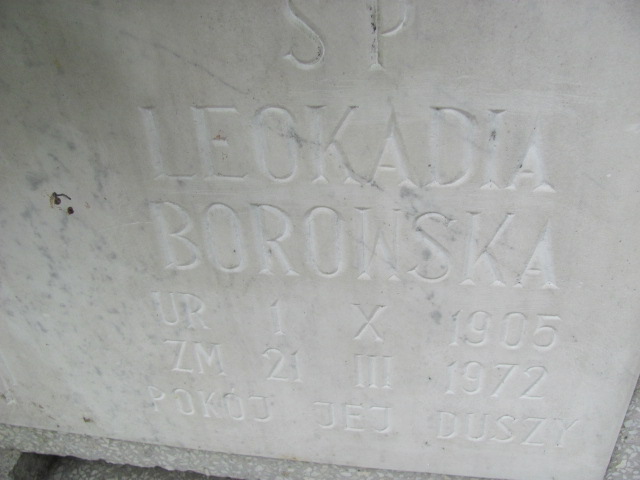 SP
LEOKADIA
BOROWSKA
UR 1 X 1905
ZM 21 III 1972
POKÓJ JEJ DUSZY